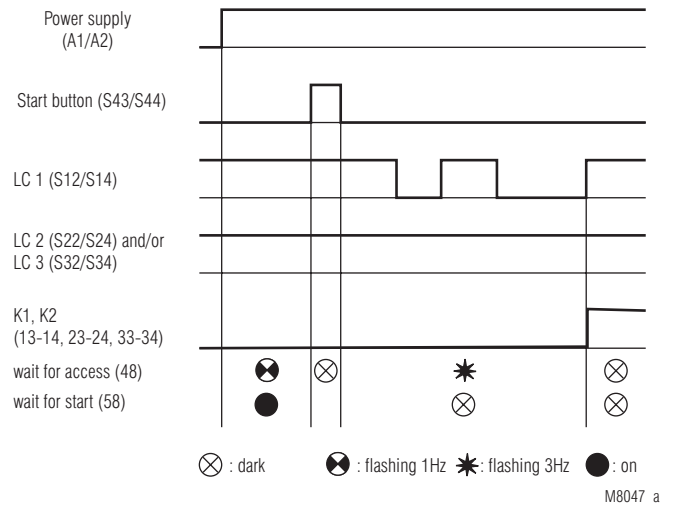 Power supply
(A1/A2)
Start button (S43/S44)
LC 1 (S12/S14)
LC 2 (S22/S24) and/or
LC 3 (S32/S34)
K1, K2
(13-14, 23-24, 33-34)
wait for access (48)
wait for start (58)
: dark : flashing 1Hz : flashing 3Hz : on
M8047 a